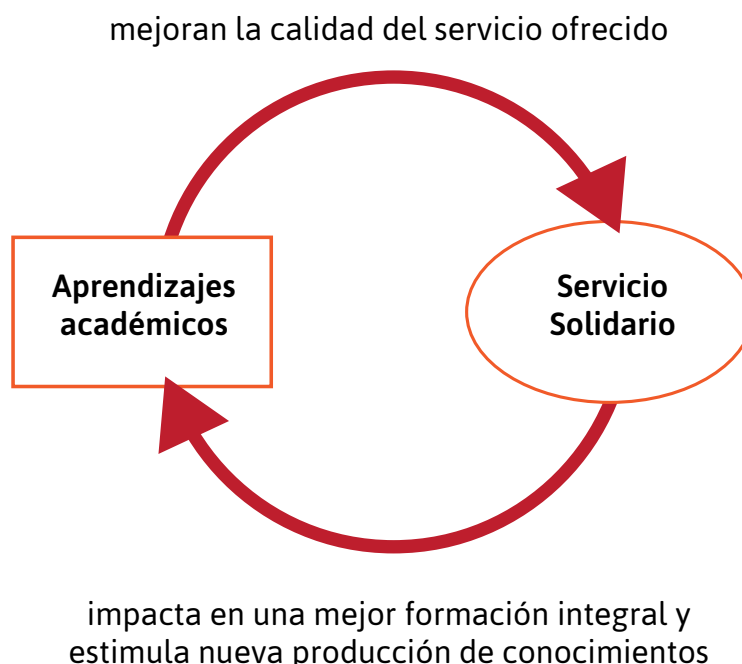 mejoran la calidad del servicio ofrecido
Aprendizajes
académicos
Servicio
Solidario
impacta en una mejor formación integral y
estimula nueva producción de conocimientos